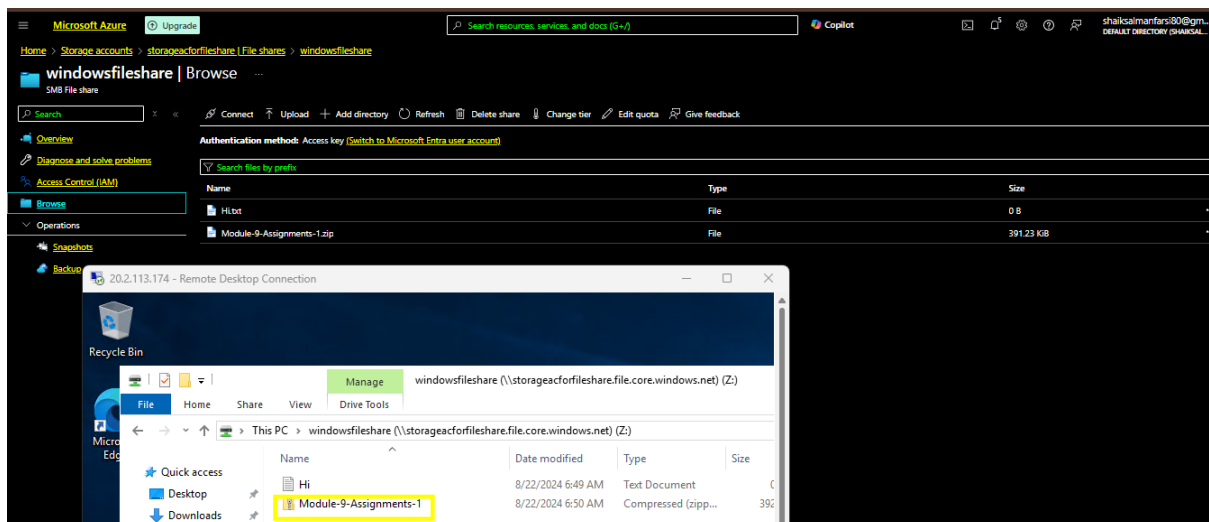 Microsoft Azure Upgrade Search resources, services, and docs (G+/) Copilot 5 shaiksalmanfarsi80@gm...
DEFAULT DIRECTORY (SHAIKSAL...
Home > Storage accounts > storageacforfileshare | File shares > windowsfileshare
windowsfileshare | Browse ...
SMB File share
Search Connect Upload Add directory Refresh Delete share Change tier Edit quota Give feedback
Overview
Authentication method: Access key (Switch to Microsoft Entra user account)
Diagnose and solve problems
Search files by prefix
Access Control (IAM)
Name Type Size
Browse
Hi.txt File 0 B
Operations
Module-9-Assignments-1.zip File 391.23 KiB
Snapshots
Backup
20.2.113.174 - Remote Desktop Connection
Recycle Bin
Manage windowsfileshare (\\storageacforfileshare.file.core.windows.net) (Z:)
File Home Share View Drive Tools
This PC > windowsfileshare (\\storageacforfileshare.file.core.windows.net) (Z:)
Micro
Edg
Name Date modified Type Size
Quick access
Hi 8/22/2024 6:49 AM Text Document
Desktop
Module-9-Assignments-1 8/22/2024 6:50 AM Compressed (zipp... 392
Downloads